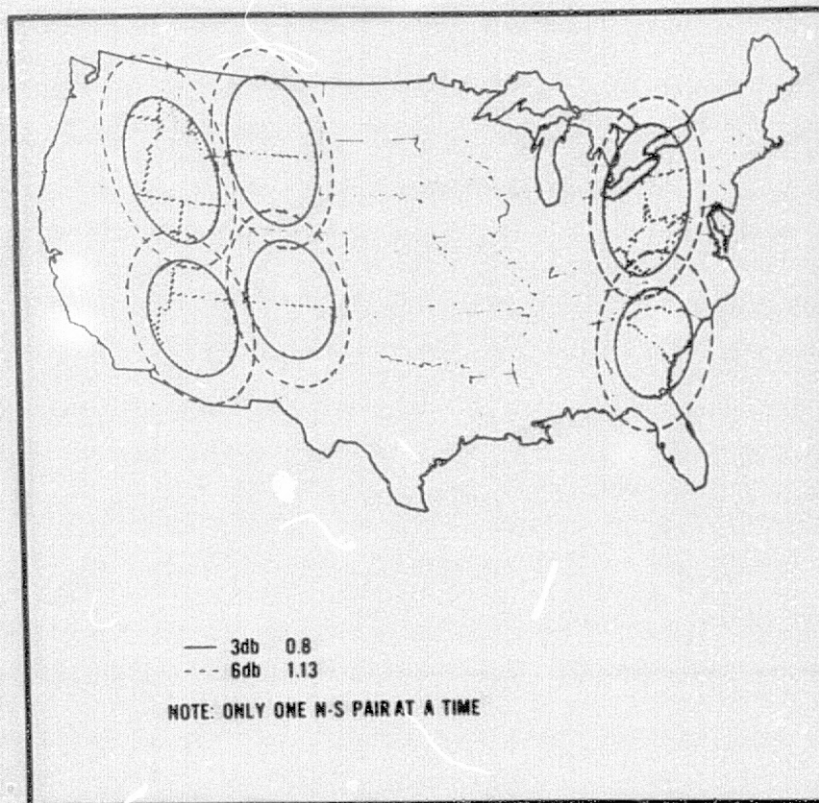 — 3db 0.8
--- 6db 1.13
NOTE: ONLY ONE N-S PAIR AT A TIME